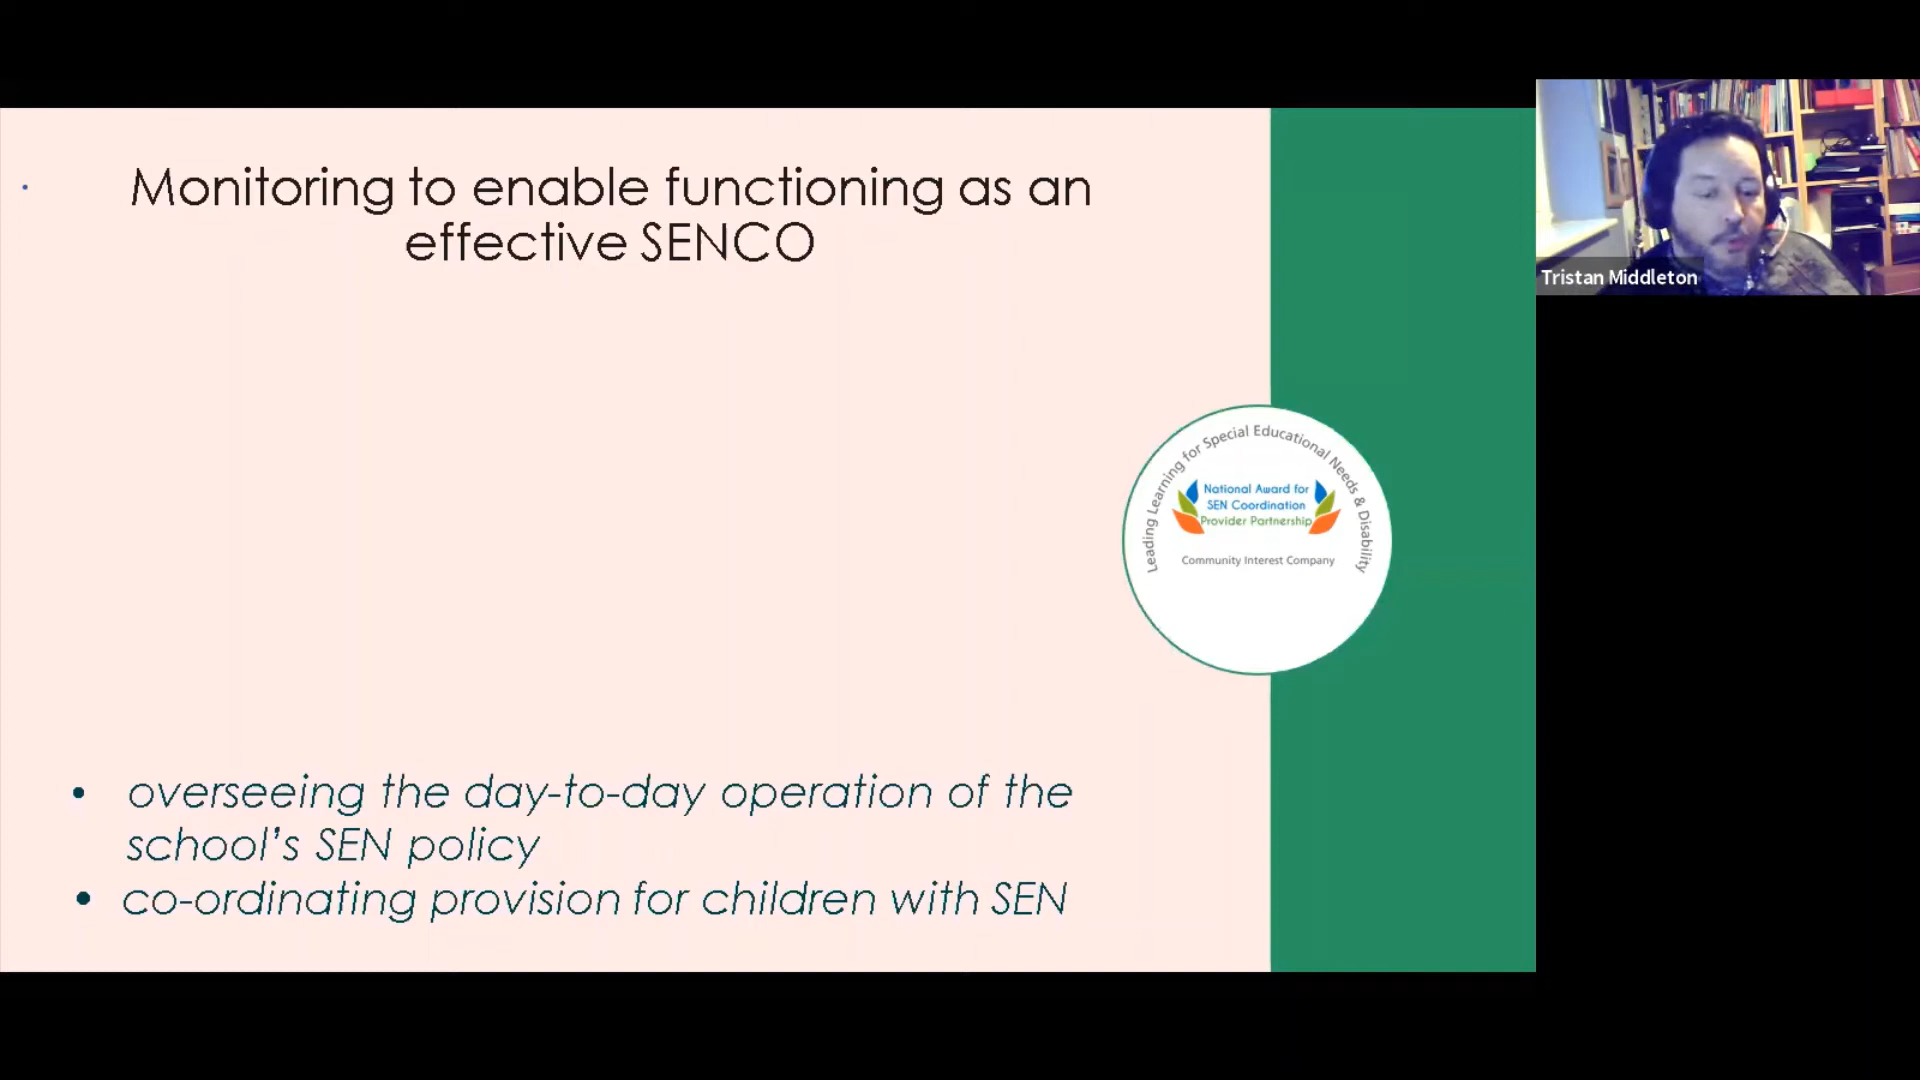 Monitoring to enable functioning as an
effective SENCO
Leading Learning for Special Educational Needs & Disability
National Award for
SEN Coordination
Provider Partnership
Community Interest Company
• overseeing the day-to-day operation of the
school's SEN policy
• co-ordinating provision for children with SEN
Tristan Middleton